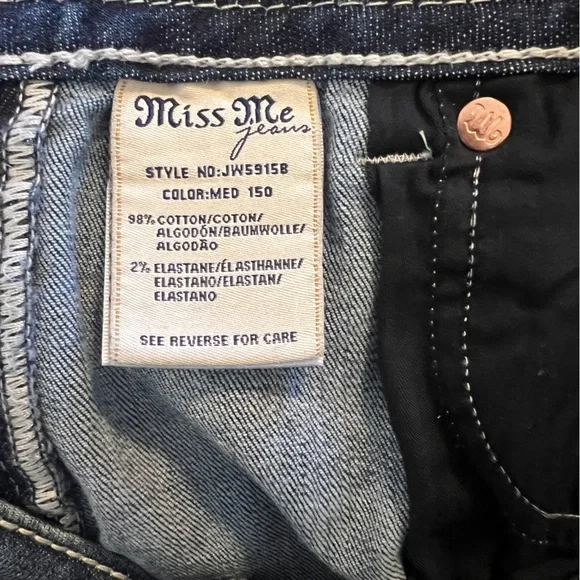 Miss Me
jeans
STYLE NO:JW5915B
COLOR:MED 150
98% COTTON/COTON/
ALGODÓN/BAUMWOLLE/
ALGODÃO
2% ELASTANE/ÉLASTHANNE/
ELASTANO/ELASTAN/
ELASTANO
SEE REVERSE FOR CARE
M